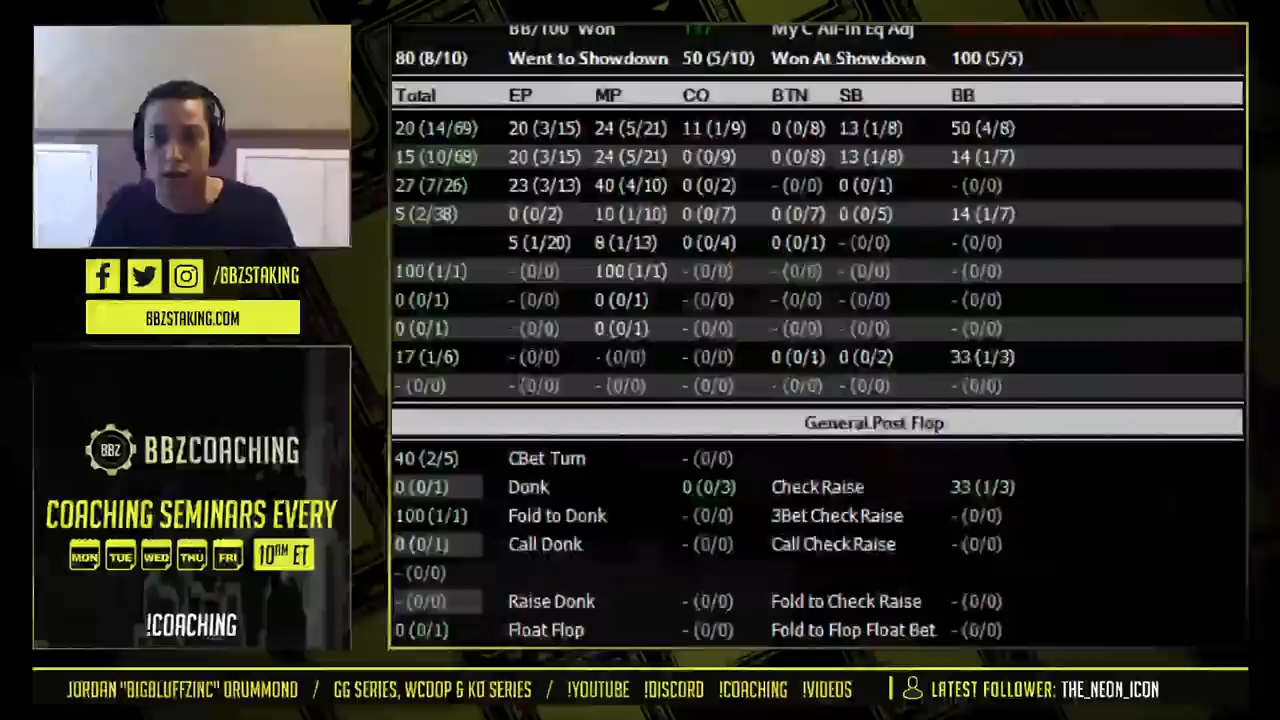 /BBZSTAKING
BBZSTAKING.COM
BBZ BBZCOACHING
COACHING SEMINARS EVERY
MON TUE WED THU FRI 10AM ET
!COACHING
BB/100 Won My C All-In Eq Adj
80 (8/10) Went to Showdown 50 (5/10) Won At Showdown 100 (5/5)
Total EP MP CO BTN SB BB
20 (14/69) 20 (3/15) 24 (5/21) 11 (1/9) 0 (0/8) 13 (1/8) 50 (4/8)
15 (10/68) 20 (3/15) 24 (5/21) 0 (0/9) 0 (0/8) 13 (1/8) 14 (1/7)
27 (7/26) 23 (3/13) 40 (4/10) 0 (0/2) - (0/0) 0 (0/1) - (0/0)
5 (2/38) 0 (0/2) 10 (1/10) 0 (0/7) 0 (0/7) 0 (0/5) 14 (1/7)
5 (1/20) 8 (1/13) 0 (0/4) 0 (0/1) - (0/0) - (0/0)
100 (1/1) - (0/0) 100 (1/1) - (0/0) - (0/0) - (0/0) - (0/0)
0 (0/1) - (0/0) 0 (0/1) - (0/0) - (0/0) - (0/0) - (0/0)
0 (0/1) - (0/0) 0 (0/1) - (0/0) - (0/0) - (0/0) - (0/0)
17 (1/6) - (0/0) - (0/0) - (0/0) 0 (0/1) 0 (0/2) 33 (1/3)
- (0/0) - (0/0) - (0/0) - (0/0) - (0/0) - (0/0) - (0/0)
General Post Flop
40 (2/5) CBet Turn - (0/0)
0 (0/1) Donk 0 (0/3) Check Raise 33 (1/3)
100 (1/1) Fold to Donk - (0/0) 3Bet Check Raise - (0/0)
0 (0/1) Call Donk - (0/0) Call Check Raise - (0/0)
- (0/0)
- (0/0) Raise Donk - (0/0) Fold to Check Raise - (0/0)
0 (0/1) Float Flop - (0/0) Fold to Flop Float Bet - (0/0)
JORDAN "BIGBLUFFZINC" DRUMMOND / GG SERIES, WCOOP & KO SERIES / !YOUTUBE !DISCORD !COACHING !VIDEOS | LATEST FOLLOWER: THE_NEON_ICON